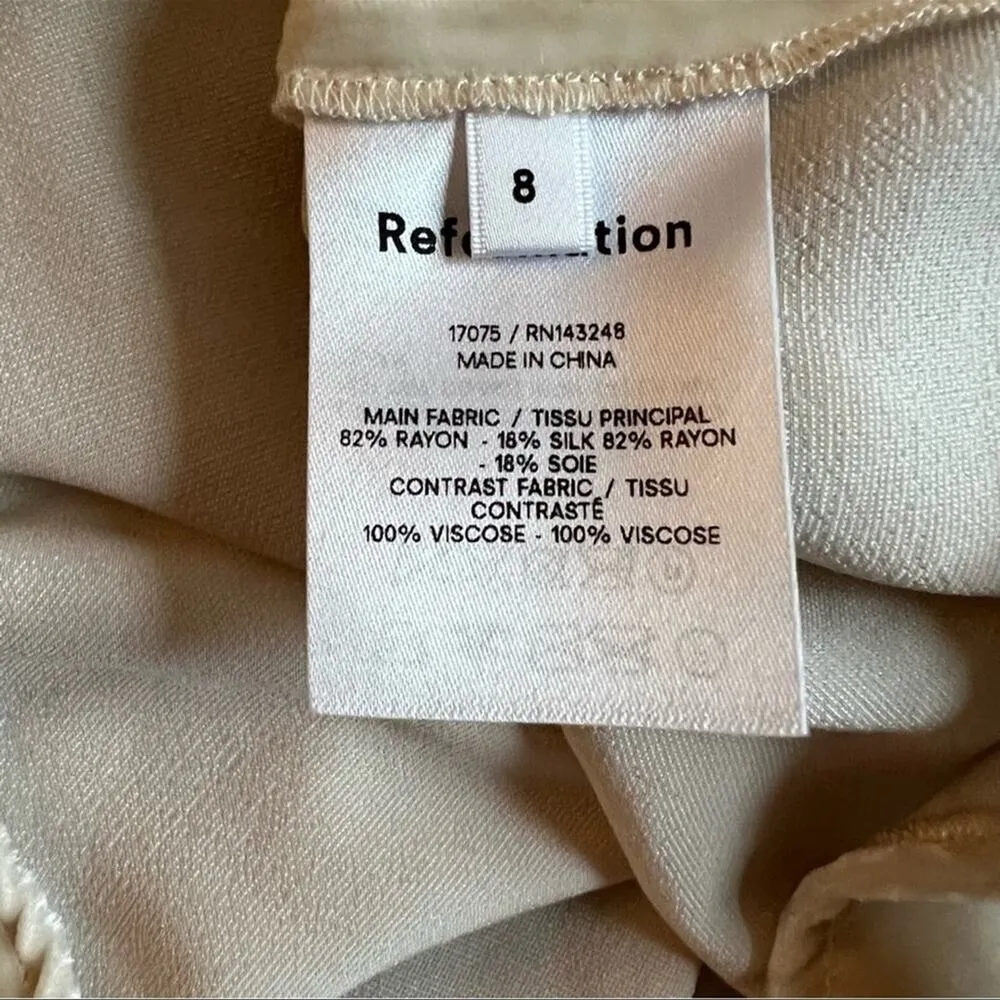 8
17075 / RN143248
MADE IN CHINA
MAIN FABRIC / TISSU PRINCIPAL
82% RAYON - 18% SILK 82% RAYON
- 18% SOIE
CONTRAST FABRIC / TISSU
CONTRASTÉ
100% VISCOSE - 100% VISCOSE